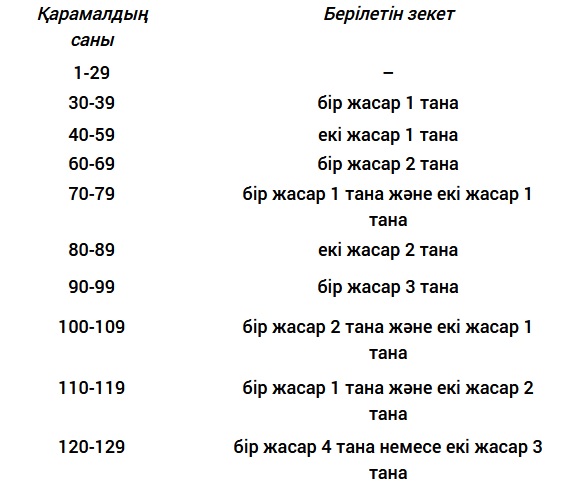 Қарамалдың Берілетін зекет
саны
1-29 –
30-39 бір жасар 1 тана
40-59 екі жасар 1 тана
60-69 бір жасар 2 тана
70-79 бір жасар 1 тана және екі жасар 1
тана
80-89 екі жасар 2 тана
90-99 бір жасар 3 тана
100-109 бір жасар 2 тана және екі жасар 1
тана
110-119 бір жасар 1 тана және екі жасар 2
тана
120-129 бір жасар 4 тана немесе екі жасар 3
тана